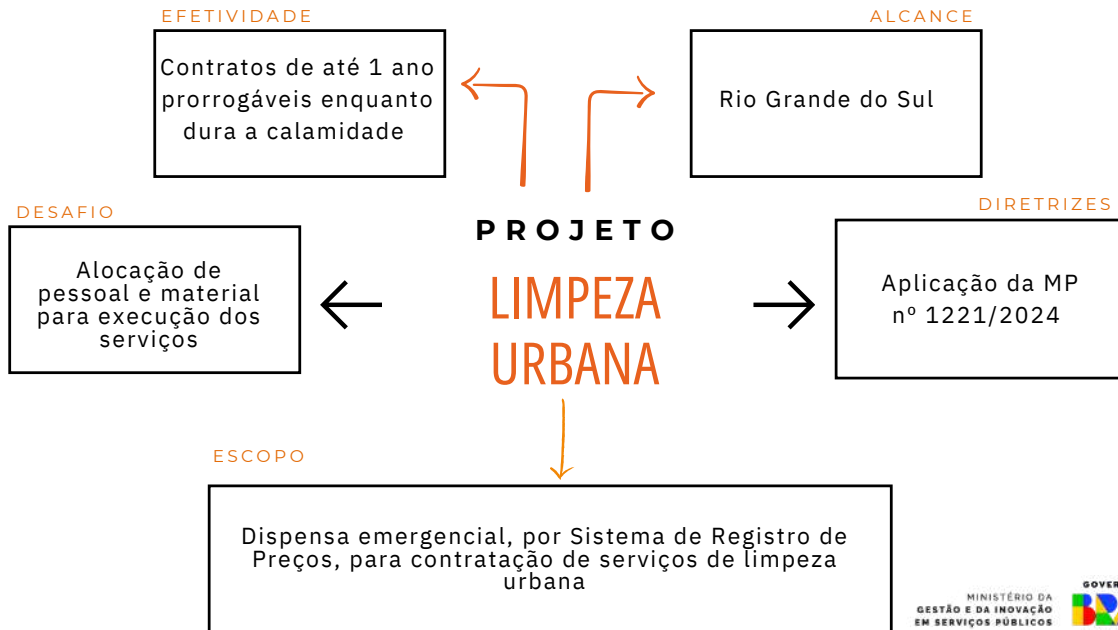 EFETIVIDADE
Contratos de até 1 ano
prorrogáveis enquanto
dura a calamidade
ALCANCE
Rio Grande do Sul
DESAFIO
Alocação de
pessoal e material
para execução dos
serviços
PROJETO
LIMPEZA
URBANA
DIRETRIZES
Aplicação da MP
nº 1221/2024
ESCOPO
Dispensa emergencial, por Sistema de Registro de
Preços, para contratação de serviços de limpeza
urbana
MINISTÉRIO DA
GESTÃO E DA INOVAÇÃO
EM SERVIÇOS PÚBLICOS